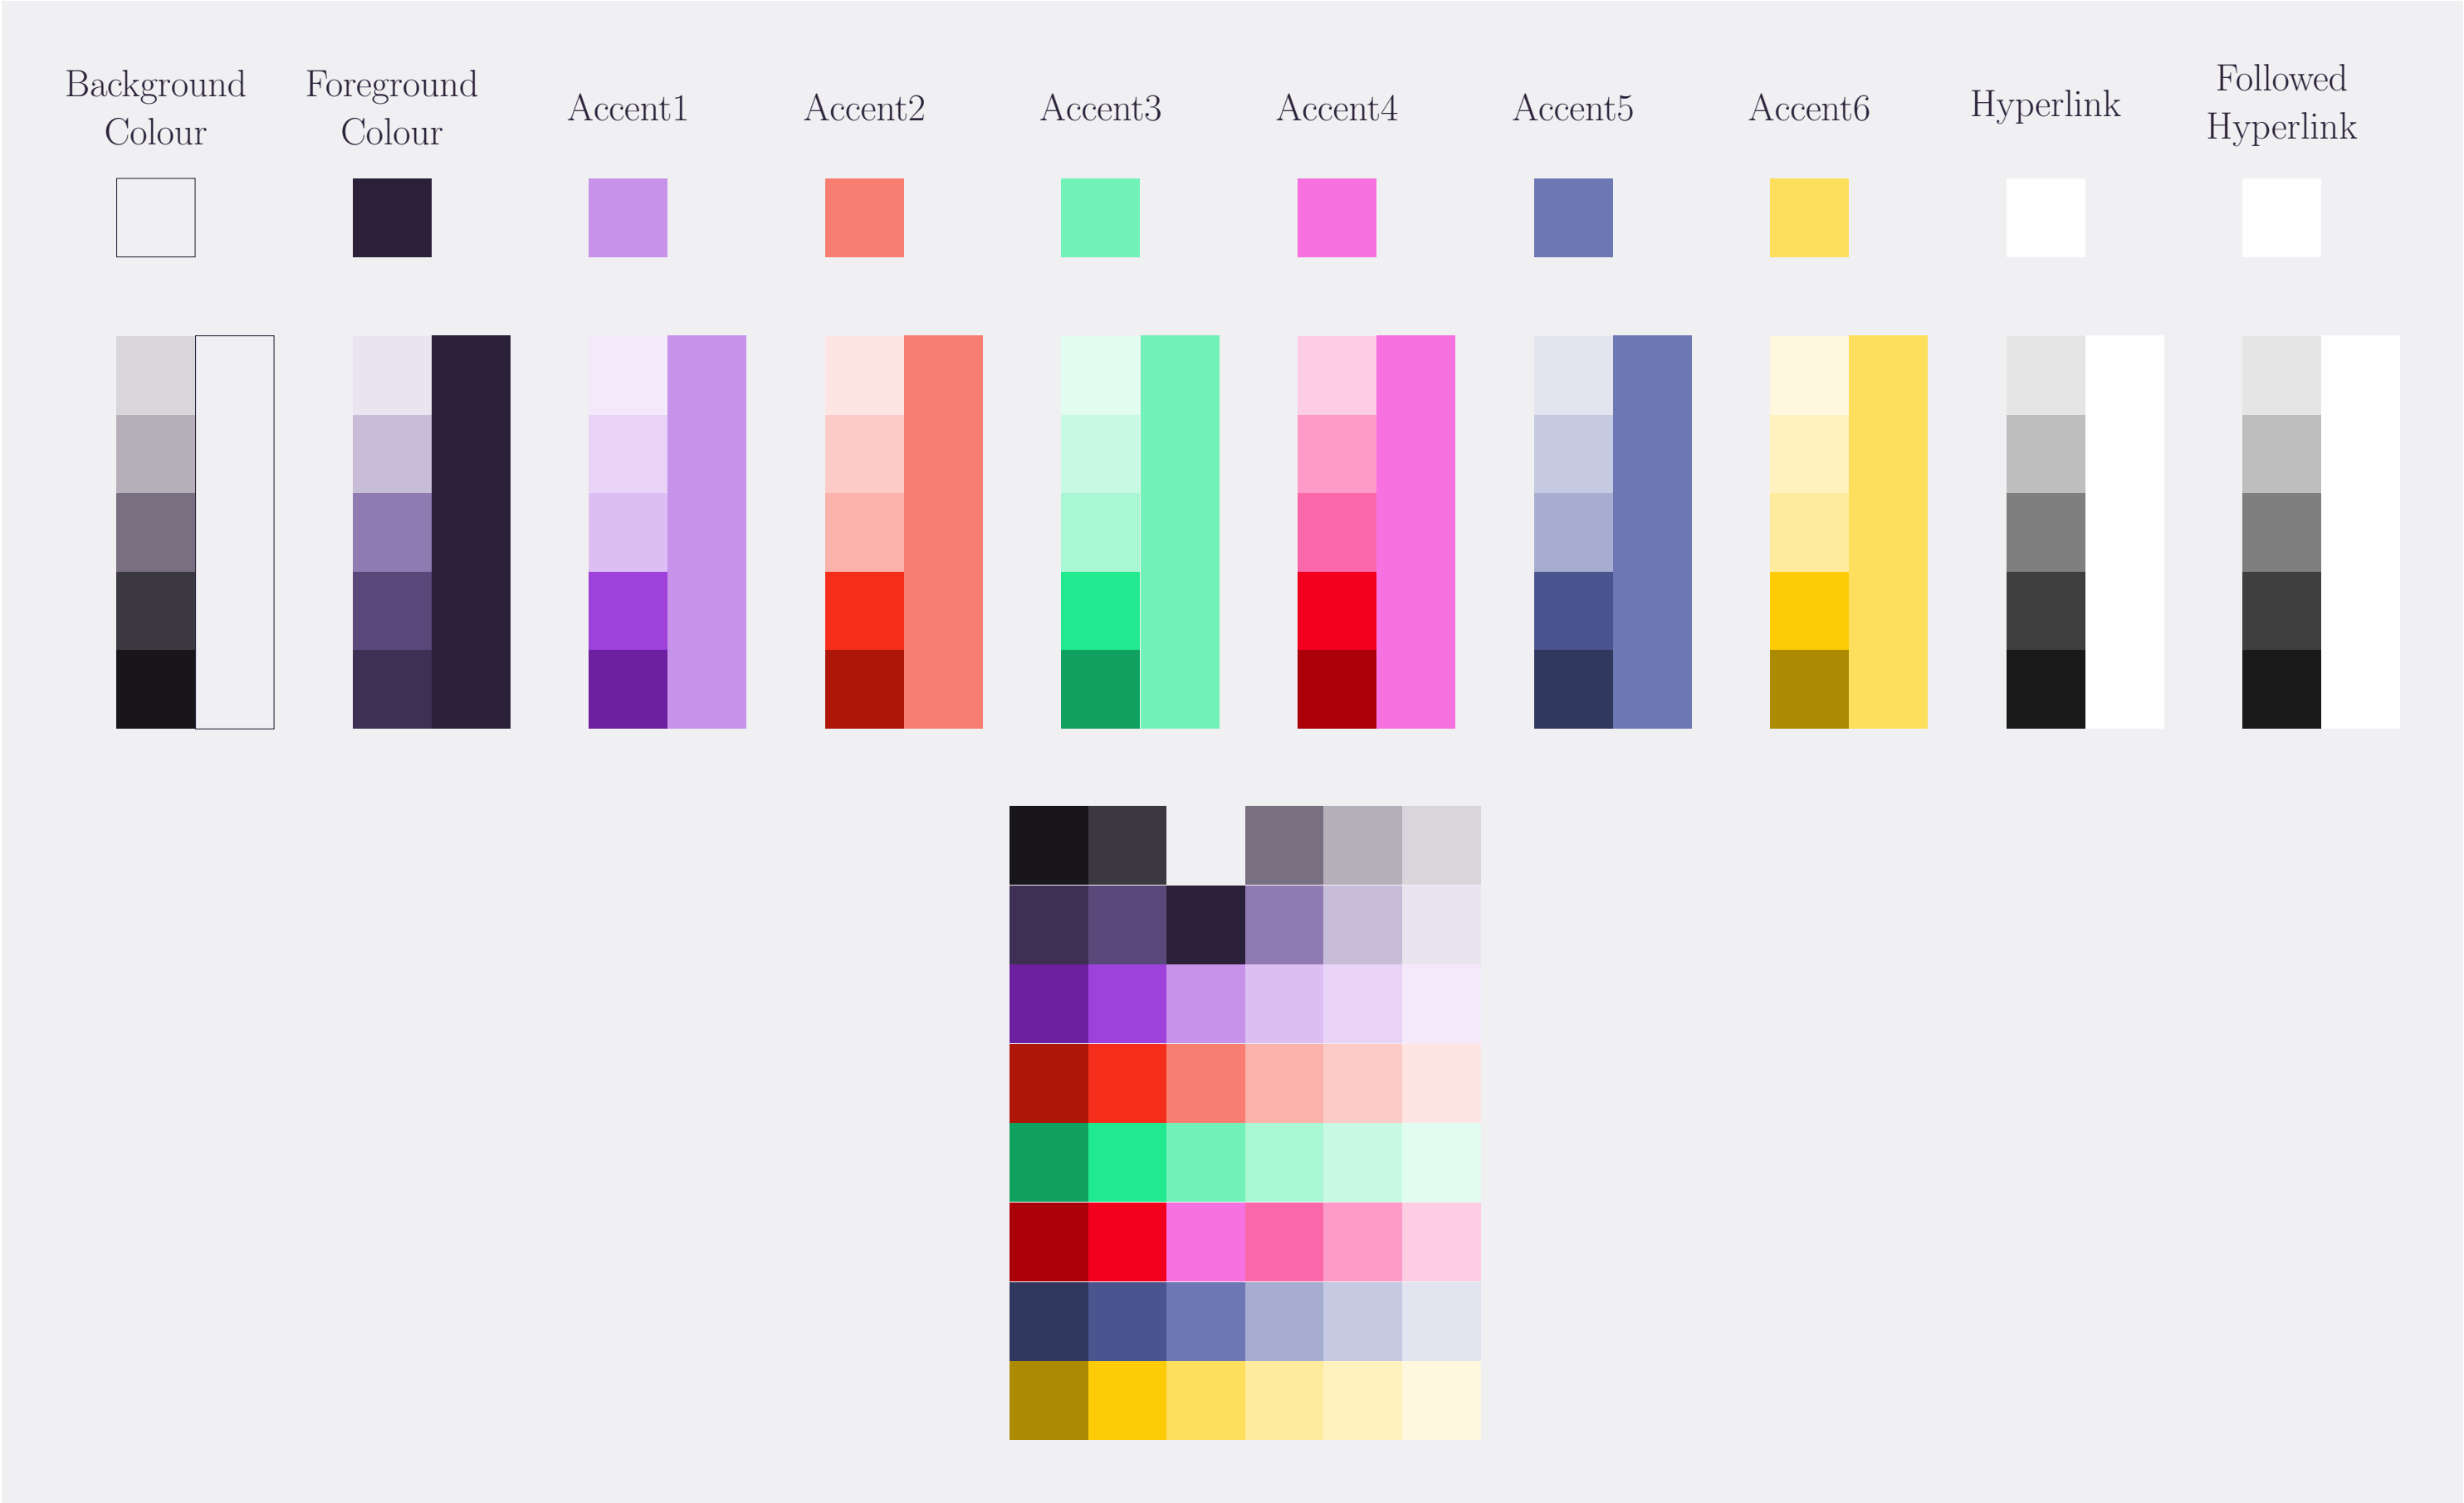 Background
Colour
Foreground
Colour
Accent1
Accent2
Accent3
Accent4
Accent5
Accent6
Hyperlink
Followed
Hyperlink